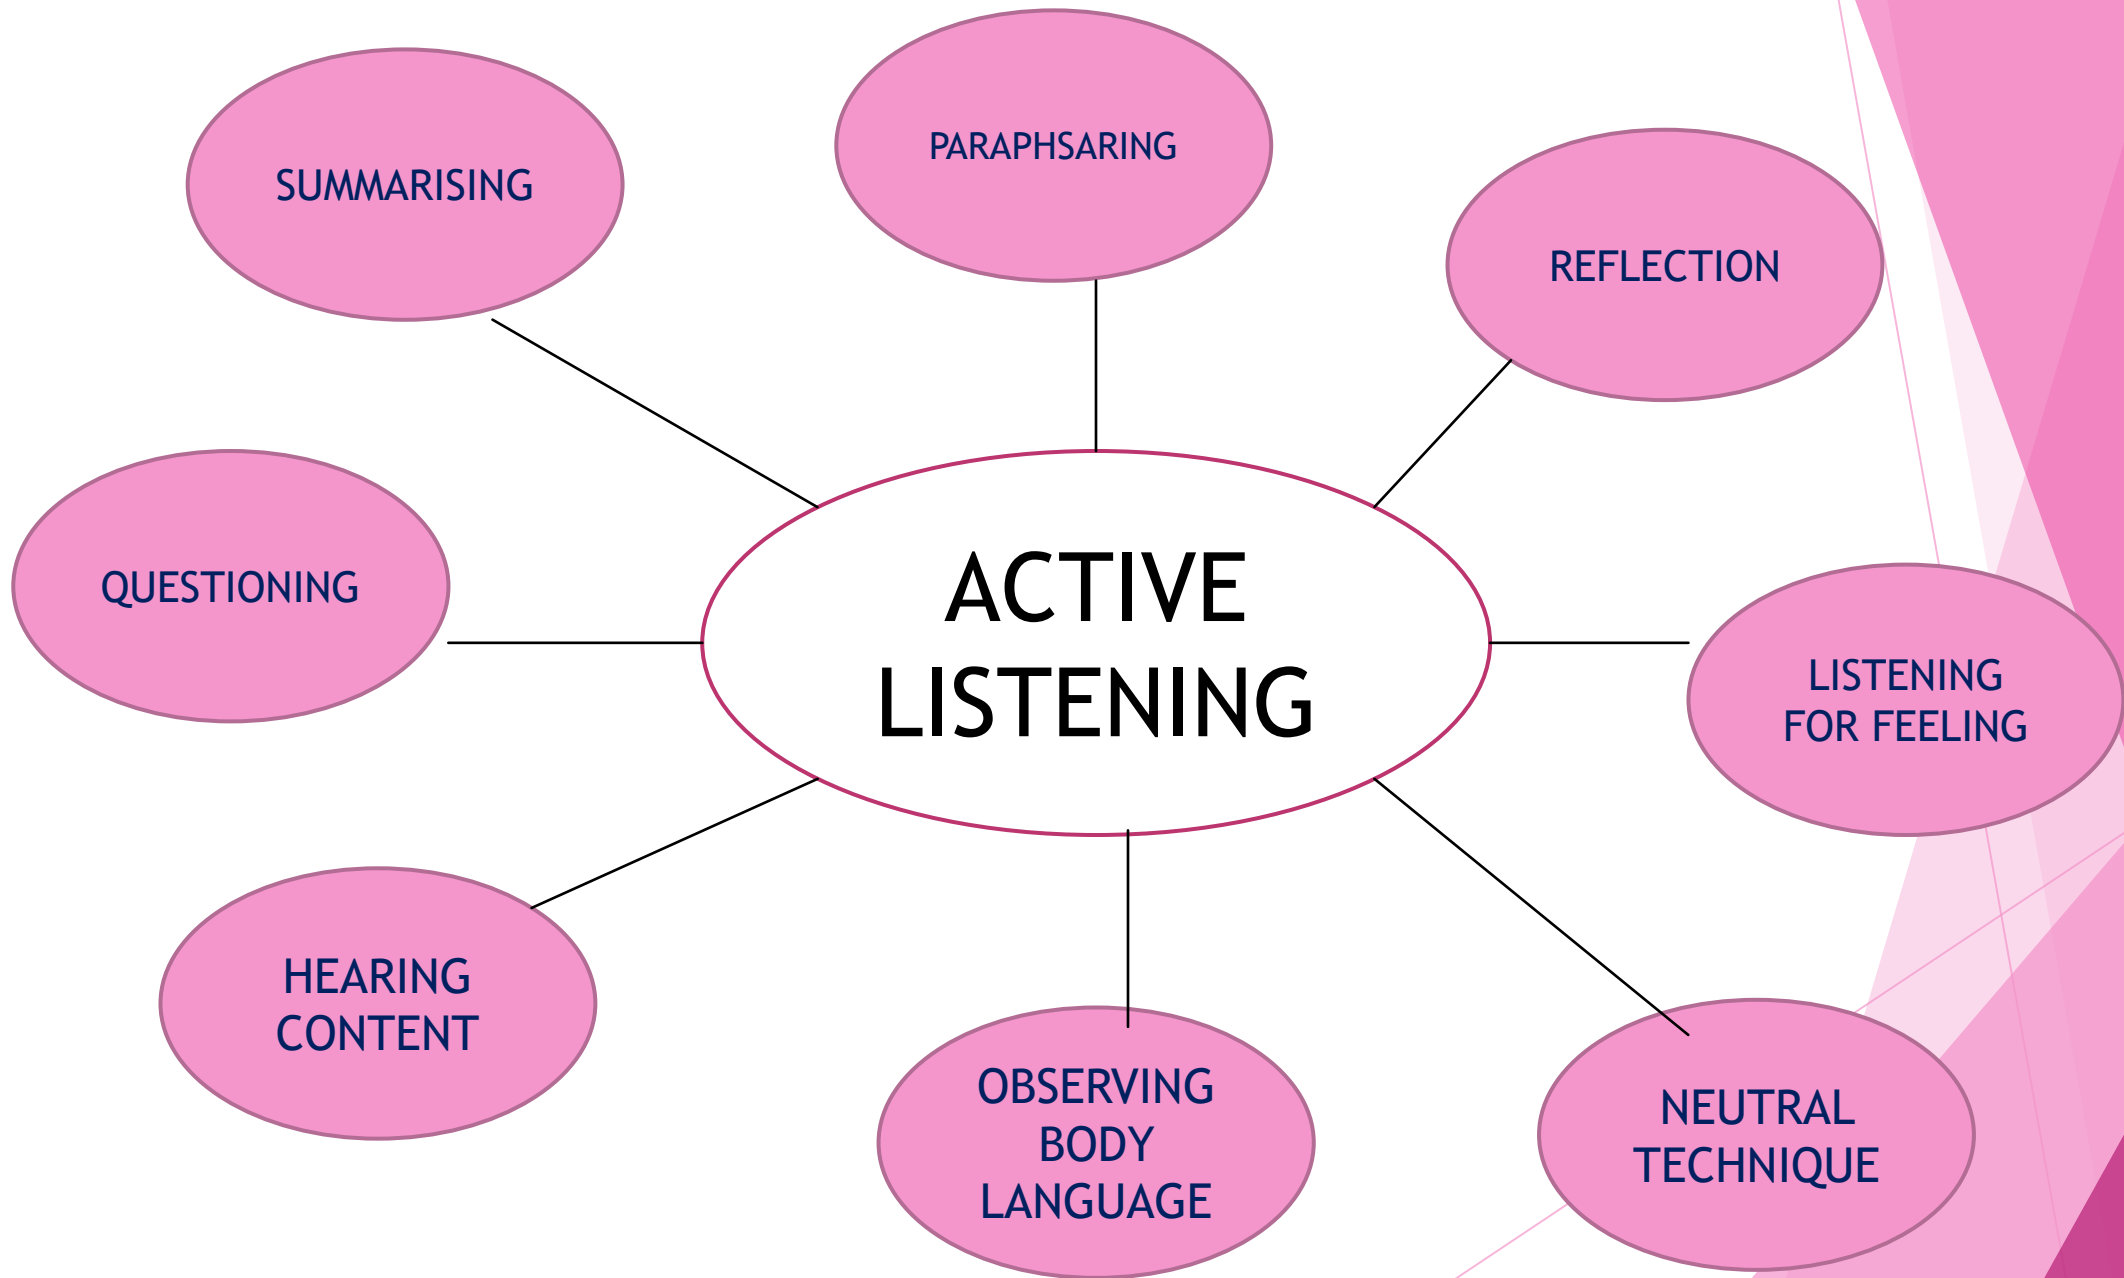 PARAPHSARING
SUMMARISING
REFLECTION
QUESTIONING
ACTIVE
LISTENING
LISTENING
FOR FEELING
HEARING
CONTENT
OBSERVING
BODY
LANGUAGE
NEUTRAL
TECHNIQUE